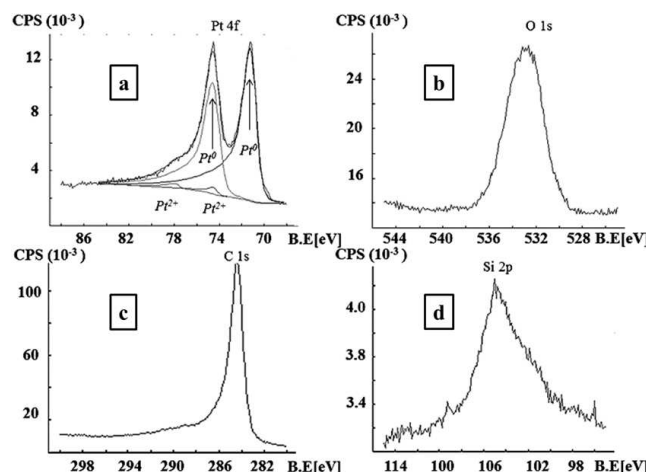 CPS (10⁻³)
Pt 4f
12
8
4
a
Pt⁰
Pt⁰
Pt²⁺
Pt²⁺
86
82
78
74
70
B.E[eV]
CPS (10⁻³)
O 1s
24
20
16
b
544
540
536
532
528
B.E[eV]
CPS (10⁻³)
C 1s
100
60
20
c
298
294
290
286
282
B.E[eV]
CPS (10⁻³)
Si 2p
4.0
3.8
3.4
d
114
100
105
102
98
B.E[eV]